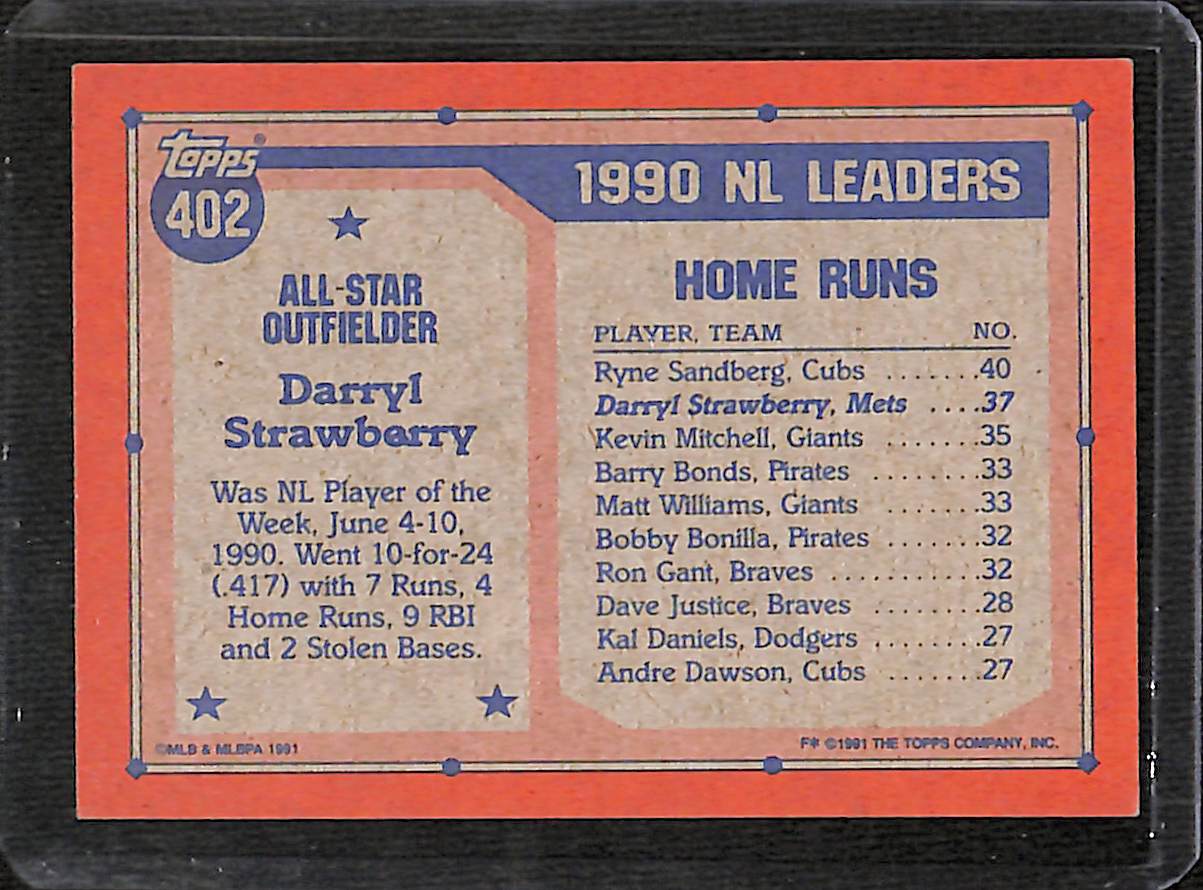 TOPPS®
402
ALL-STAR
OUTFIELDER
Darryl
Strawberry
Was NL Player of the
Week, June 4-10,
1990. Went 10-for-24
(.417) with 7 Runs, 4
Home Runs, 9 RBI
and 2 Stolen Bases.
©MLB & MLBPA 1991
1990 NL LEADERS
HOME RUNS
PLAYER, TEAM NO.
Ryne Sandberg, Cubs .......40
Darryl Strawberry, Mets ....37
Kevin Mitchell, Giants .......35
Barry Bonds, Pirates ........33
Matt Williams, Giants .......33
Bobby Bonilla, Pirates .......32
Ron Gant, Braves ...........32
Dave Justice, Braves ........28
Kal Daniels, Dodgers ........27
Andre Dawson, Cubs .......27
F* ©1991 THE TOPPS COMPANY, INC.